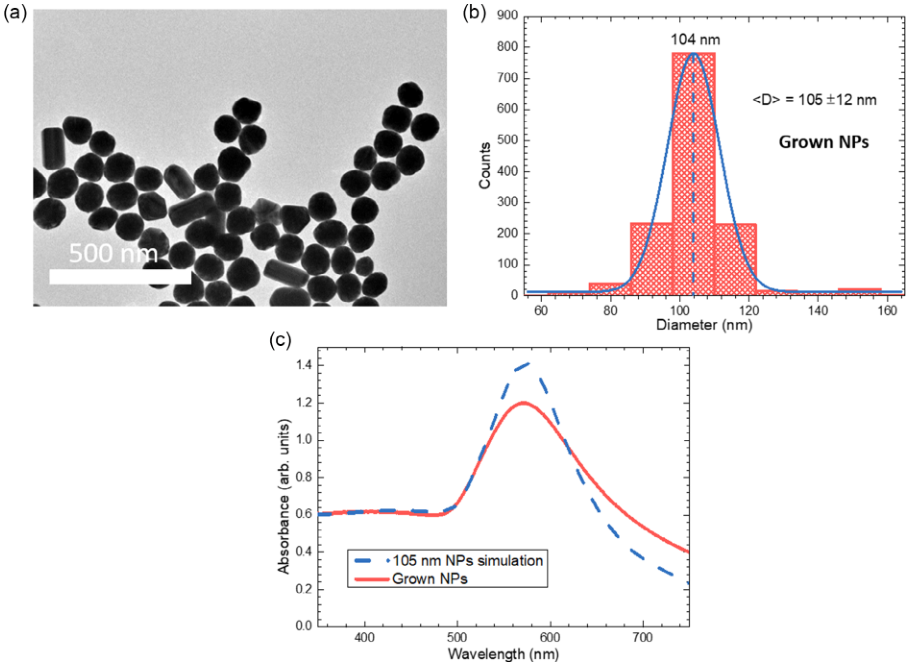 (a)
500 nm
(b)
104 nm
<D> = 105 ±12 nm
Grown NPs
Counts
900
800
700
600
500
400
300
200
100
0
60 80 100 120 140 160
Diameter (nm)
(c)
Absorbance (arb. units)
1.4
1.2
1.0
0.8
0.6
0.4
0.2
0.0
105 nm NPs simulation
Grown NPs
400 500 600 700
Wavelength (nm)